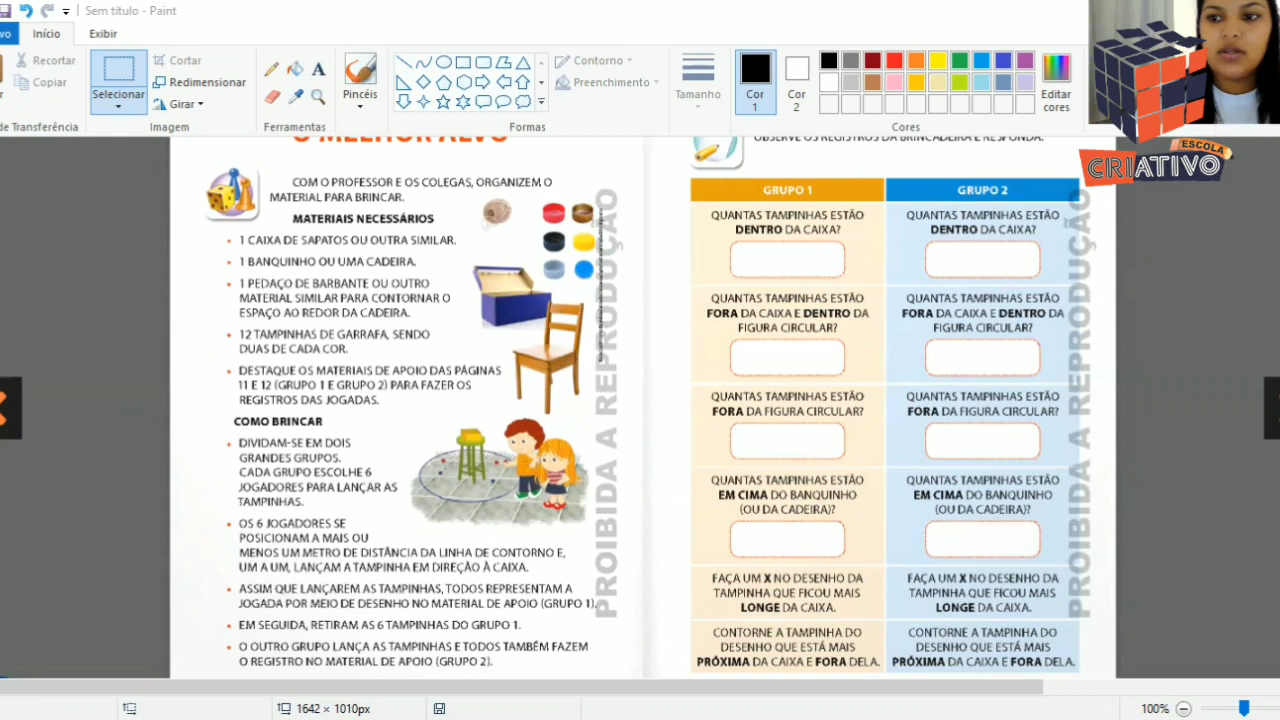 Sem título - Paint
Início
Exibir
Recortar
Copiar
Selecionar
Cortar
Redimensionar
Girar
A
Pincéis
Contorno
Preenchimento
Tamanho
Cor
1
Cor
2
Editar
cores
de Transferência
Imagem
Ferramentas
Formas
Cores
ESCOLA
CRIATIVO
O MELHOR ALVO
COM O PROFESSOR E OS COLEGAS, ORGANIZEM O
MATERIAL PARA BRINCAR.
MATERIAIS NECESSÁRIOS
• 1 CAIXA DE SAPATOS OU OUTRA SIMILAR.
• 1 BANQUINHO OU UMA CADEIRA.
• 1 PEDAÇO DE BARBANTE OU OUTRO
MATERIAL SIMILAR PARA CONTORNAR O
ESPAÇO AO REDOR DA CADEIRA.
• 12 TAMPINHAS DE GARRAFA, SENDO
DUAS DE CADA COR.
• DESTAQUE OS MATERIAIS DE APOIO DAS PÁGINAS
11 E 12 (GRUPO 1 E GRUPO 2) PARA FAZER OS
REGISTROS DAS JOGADAS.
COMO BRINCAR
• DIVIDAM-SE EM DOIS
GRANDES GRUPOS.
CADA GRUPO ESCOLHE 6
JOGADORES PARA LANÇAR AS
TAMPINHAS.
• OS 6 JOGADORES SE
POSICIONAM A MAIS OU
MENOS UM METRO DE DISTÂNCIA DA LINHA DE CONTORNO E,
UM A UM, LANÇAM A TAMPINHA EM DIREÇÃO À CAIXA.
• ASSIM QUE LANÇAREM AS TAMPINHAS, TODOS REPRESENTAM A
JOGADA POR MEIO DE DESENHO NO MATERIAL DE APOIO (GRUPO 1).
• EM SEGUIDA, RETIRAM AS 6 TAMPINHAS DO GRUPO 1.
• O OUTRO GRUPO LANÇA AS TAMPINHAS E TODOS TAMBÉM FAZEM
O REGISTRO NO MATERIAL DE APOIO (GRUPO 2).
PROIBIDA A REPRODUÇÃO
OBSERVE OS REGISTROS DA BRINCADEIRA E RESPONDA.
GRUPO 1
QUANTAS TAMPINHAS ESTÃO
DENTRO DA CAIXA?
QUANTAS TAMPINHAS ESTÃO
FORA DA CAIXA E DENTRO DA
FIGURA CIRCULAR?
QUANTAS TAMPINHAS ESTÃO
FORA DA FIGURA CIRCULAR?
QUANTAS TAMPINHAS ESTÃO
EM CIMA DO BANQUINHO
(OU DA CADEIRA)?
FAÇA UM X NO DESENHO DA
TAMPINHA QUE FICOU MAIS
LONGE DA CAIXA.
CONTORNE A TAMPINHA DO
DESENHO QUE ESTÁ MAIS
PRÓXIMA DA CAIXA E FORA DELA.
GRUPO 2
QUANTAS TAMPINHAS ESTÃO
DENTRO DA CAIXA?
QUANTAS TAMPINHAS ESTÃO
FORA DA CAIXA E DENTRO DA
FIGURA CIRCULAR?
QUANTAS TAMPINHAS ESTÃO
FORA DA FIGURA CIRCULAR?
QUANTAS TAMPINHAS ESTÃO
EM CIMA DO BANQUINHO
(OU DA CADEIRA)?
FAÇA UM X NO DESENHO DA
TAMPINHA QUE FICOU MAIS
LONGE DA CAIXA.
CONTORNE A TAMPINHA DO
DESENHO QUE ESTÁ MAIS
PRÓXIMA DA CAIXA E FORA DELA.
PROIBIDA A REPRODUÇÃO
1642 × 1010px
100%